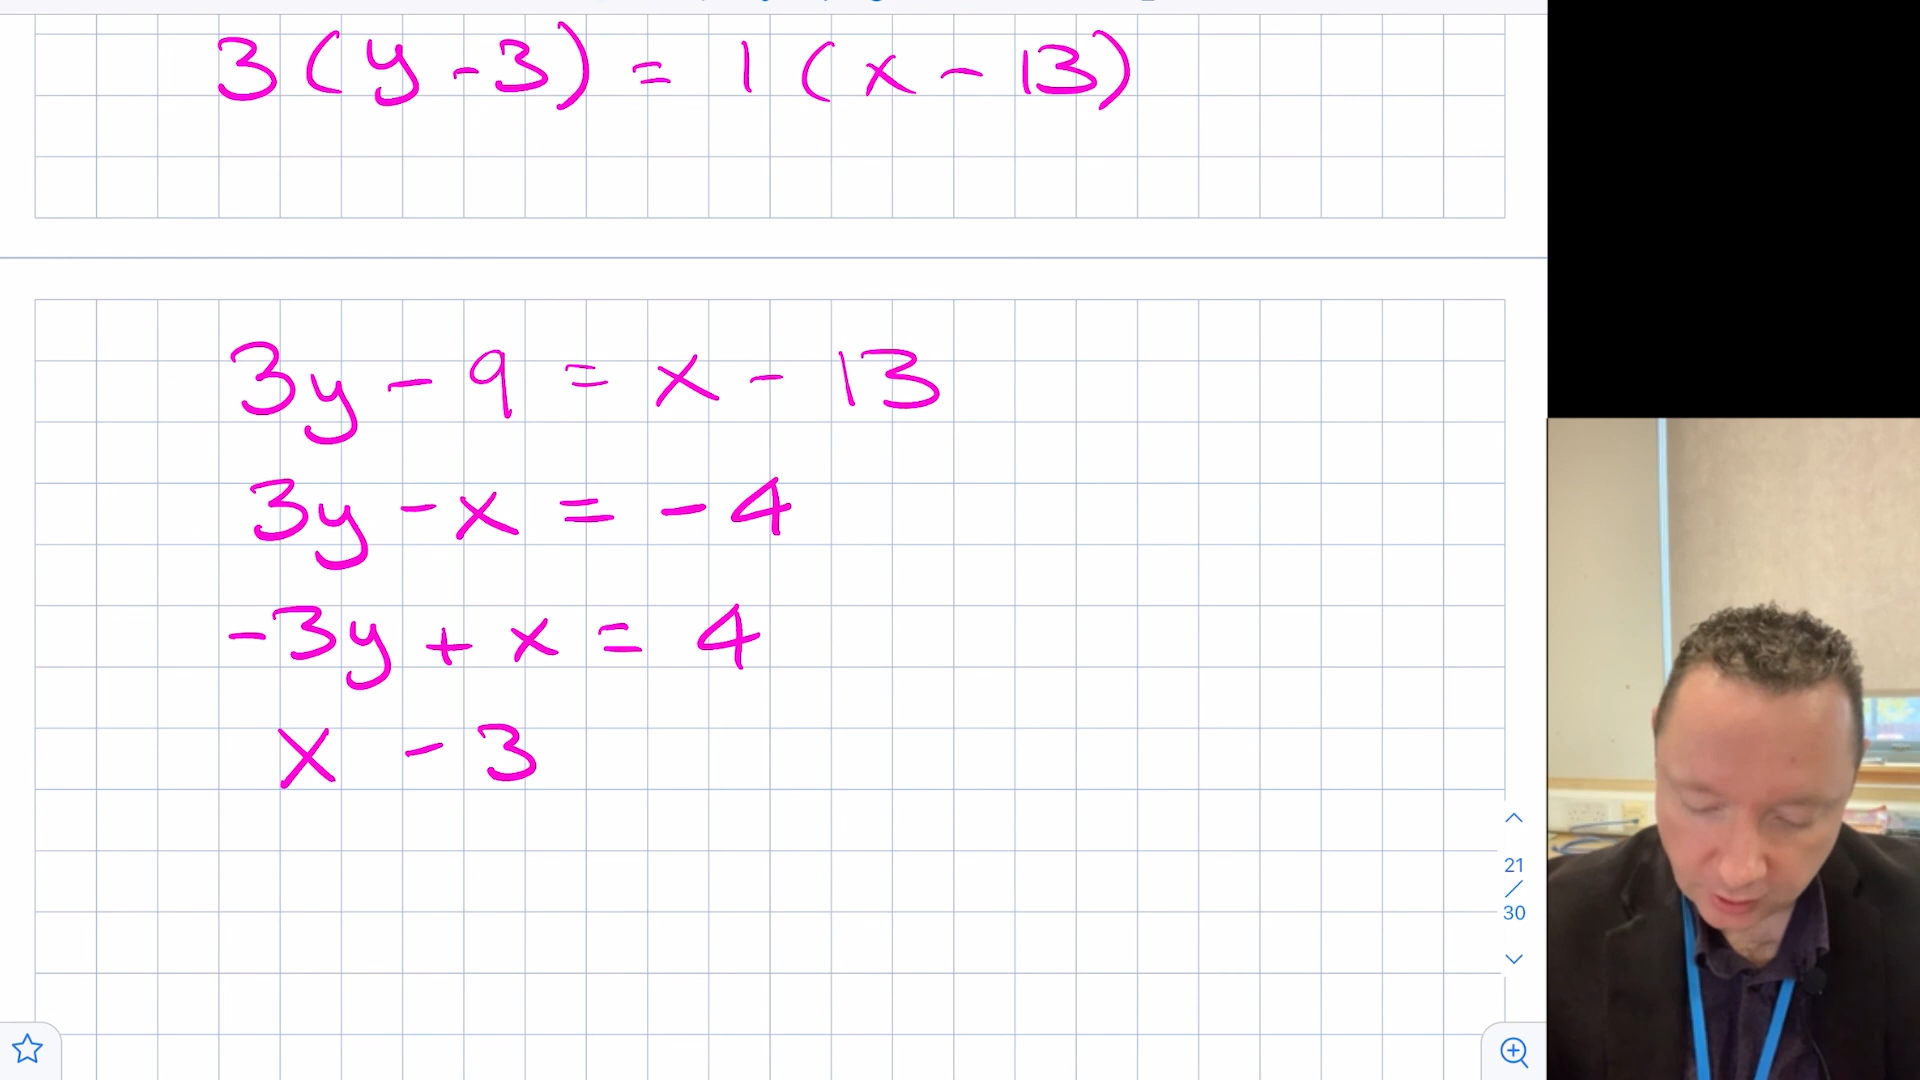 3(y-3) = 1(x-13)
3y - 9 = x - 13
3y - x = -4
-3y + x = 4
x - 3
21
/
30